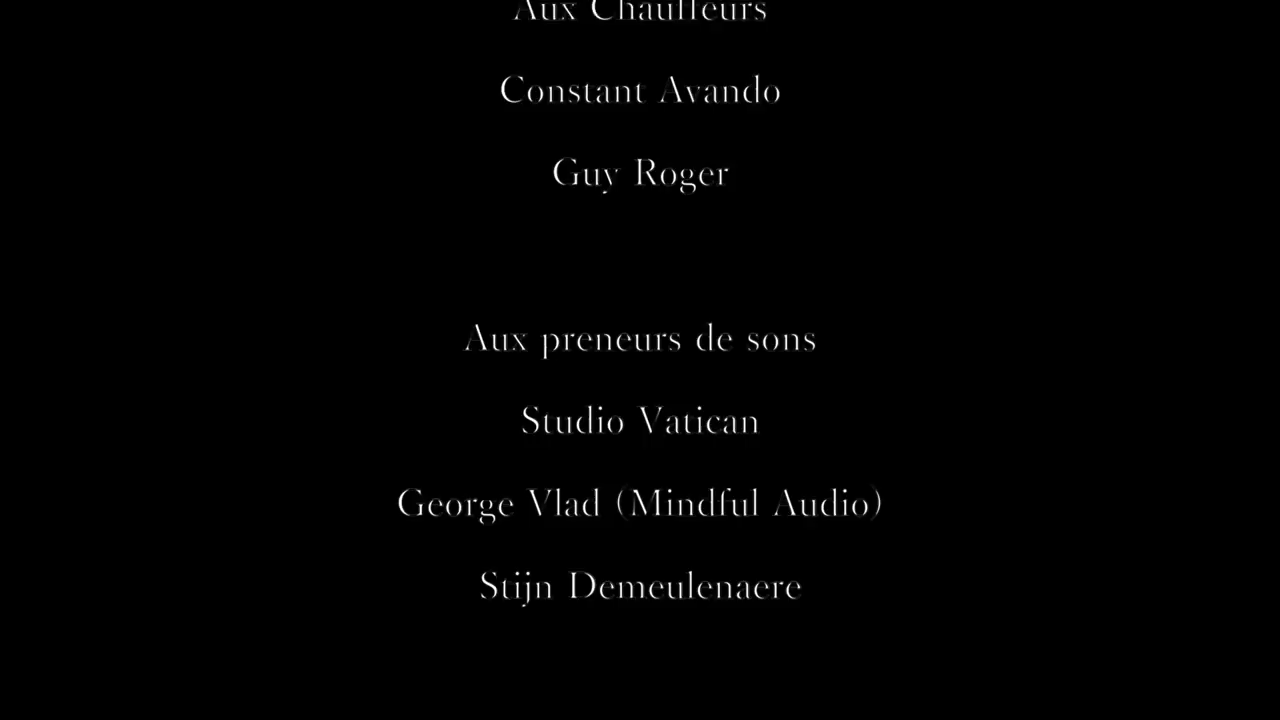 Aux Chauffeurs
Constant Avando
Guy Roger
Aux preneurs de sons
Studio Vatican
George Vlad (Mindful Audio)
Stijn Demeulenaere